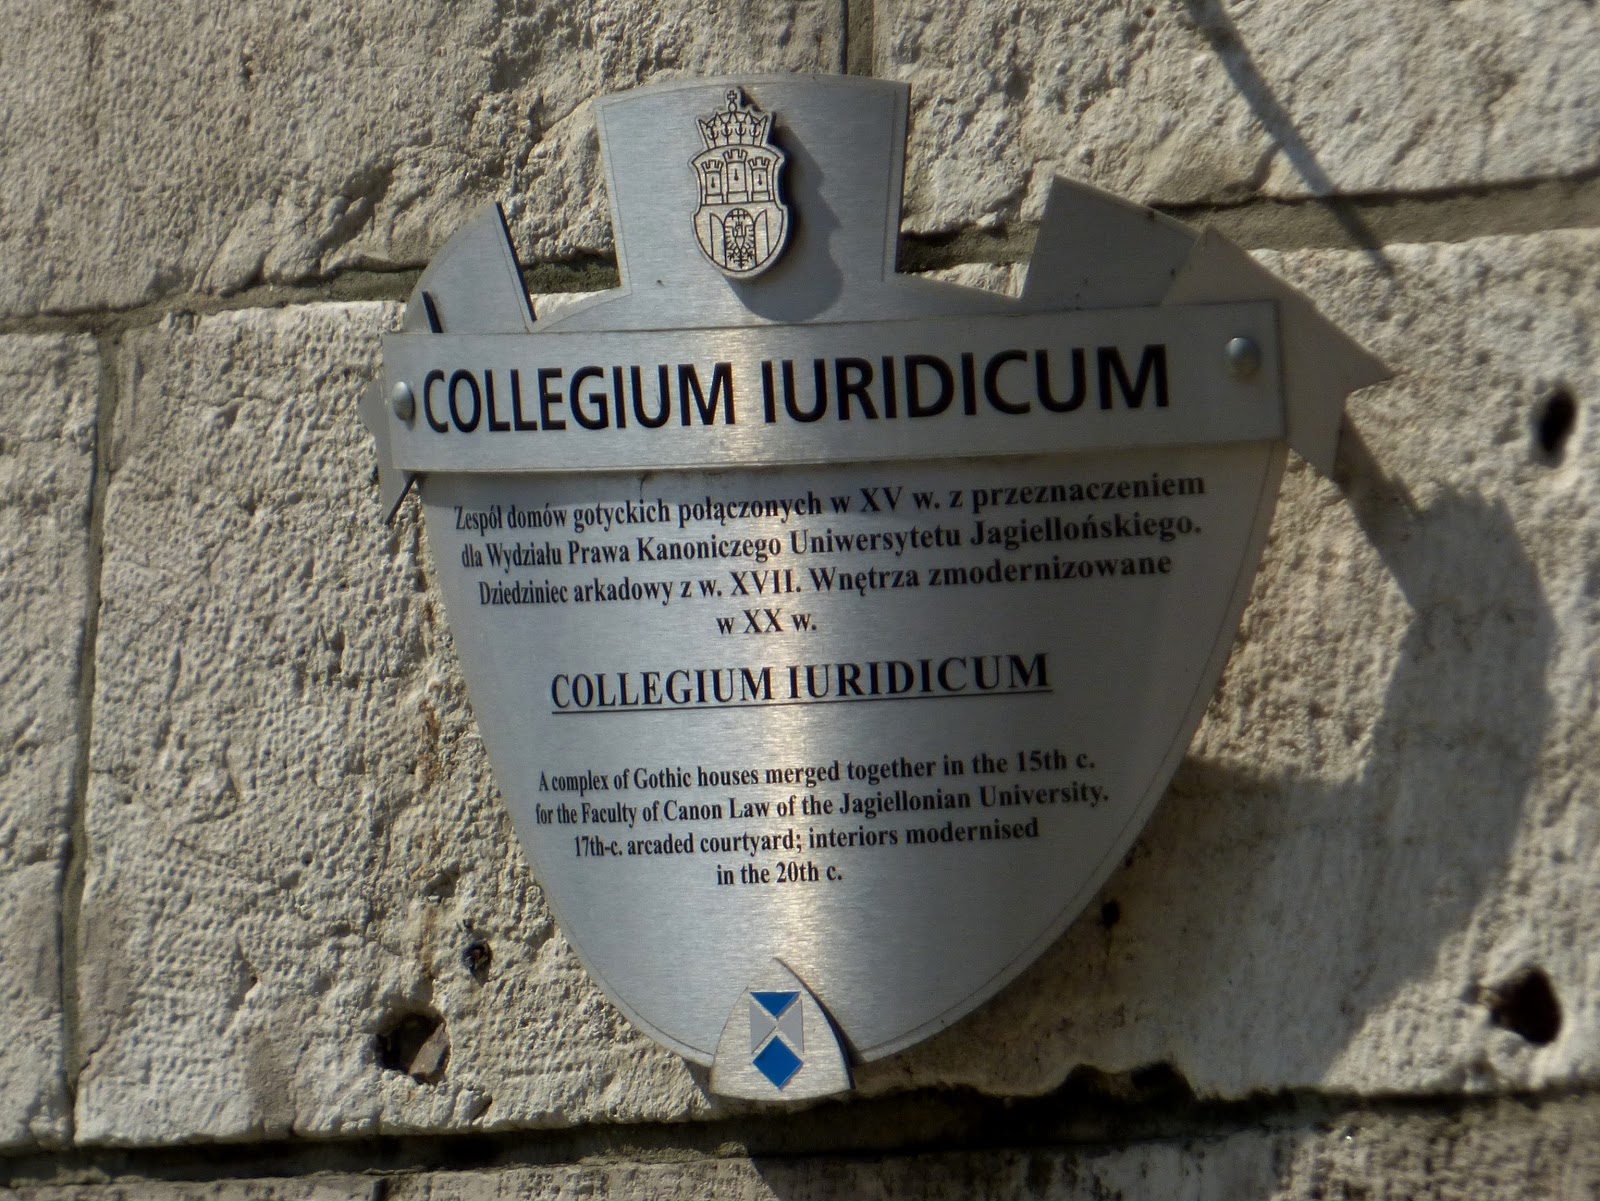 COLLEGIUM IURIDICUM
Zespół domów gotyckich połączonych w XV w. z przeznaczeniem
dla Wydziału Prawa Kanoniczego Uniwersytetu Jagiellońskiego.
Dziedziniec arkadowy z w. XVII. Wnętrza zmodernizowane
w XX w.
COLLEGIUM IURIDICUM
A complex of Gothic houses merged together in the 15th c.
for the Faculty of Canon Law of the Jagiellonian University.
17th-c. arcaded courtyard; interiors modernised
in the 20th c.